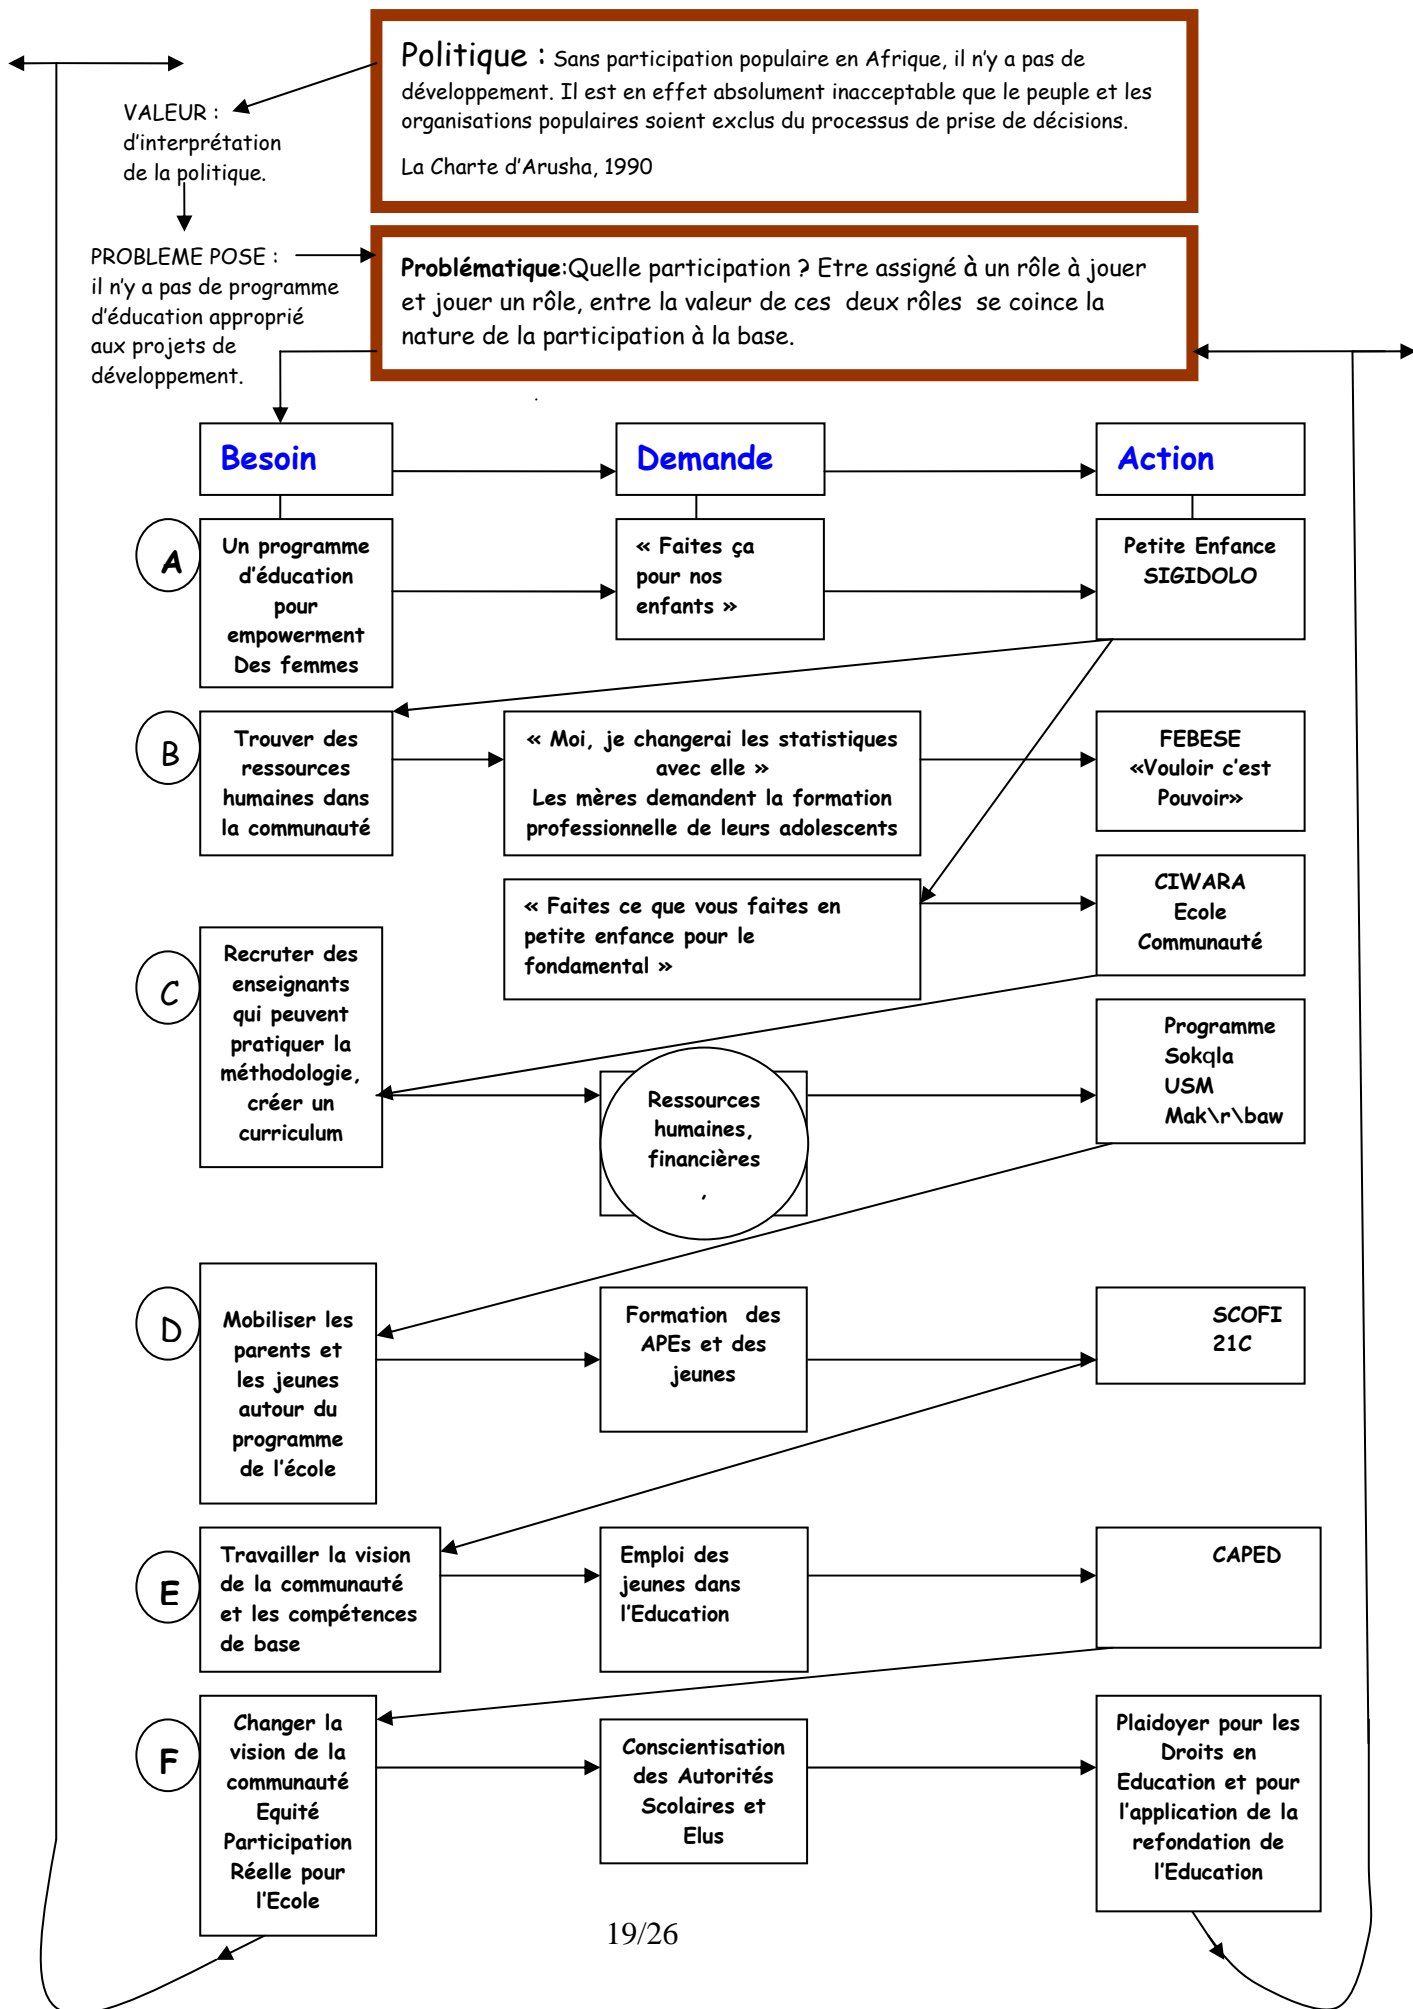 Politique : Sans participation populaire en Afrique, il n'y a pas de
développement. Il est en effet absolument inacceptable que le peuple et les
organisations populaires soient exclus du processus de prise de décisions.
La Charte d'Arusha, 1990
VALEUR :
d'interprétation
de la politique.
PROBLEME POSE :
il n'y a pas de programme
d'éducation approprié
aux projets de
développement.
Problématique:Quelle participation ? Etre assigné à un rôle à jouer
et jouer un rôle, entre la valeur de ces deux rôles se coince la
nature de la participation à la base.
.
Besoin
Demande
Action
A
Un programme
d'éducation
pour
empowerment
Des femmes
« Faites ça
pour nos
enfants »
Petite Enfance
SIGIDOLO
B
Trouver des
ressources
humaines dans
la communauté
« Moi, je changerai les statistiques
avec elle »
Les mères demandent la formation
professionnelle de leurs adolescents
FEBESE
«Vouloir c'est
Pouvoir»
« Faites ce que vous faites en
petite enfance pour le
fondamental »
CIWARA
Ecole
Communauté
C
Recruter des
enseignants
qui peuvent
pratiquer la
méthodologie,
créer un
curriculum
Ressources
humaines,
financières
,
Programme
Sokqla
USM
Mak\r\baw
D
Mobiliser les
parents et
les jeunes
autour du
programme
de l'école
Formation des
APEs et des
jeunes
SCOFI
21C
E
Travailler la vision
de la communauté
et les compétences
de base
Emploi des
jeunes dans
l'Education
CAPED
F
Changer la
vision de la
communauté
Equité
Participation
Réelle pour
l'Ecole
Conscientisation
des Autorités
Scolaires et
Elus
Plaidoyer pour les
Droits en
Education et pour
l'application de la
refondation de
l'Education
19/26